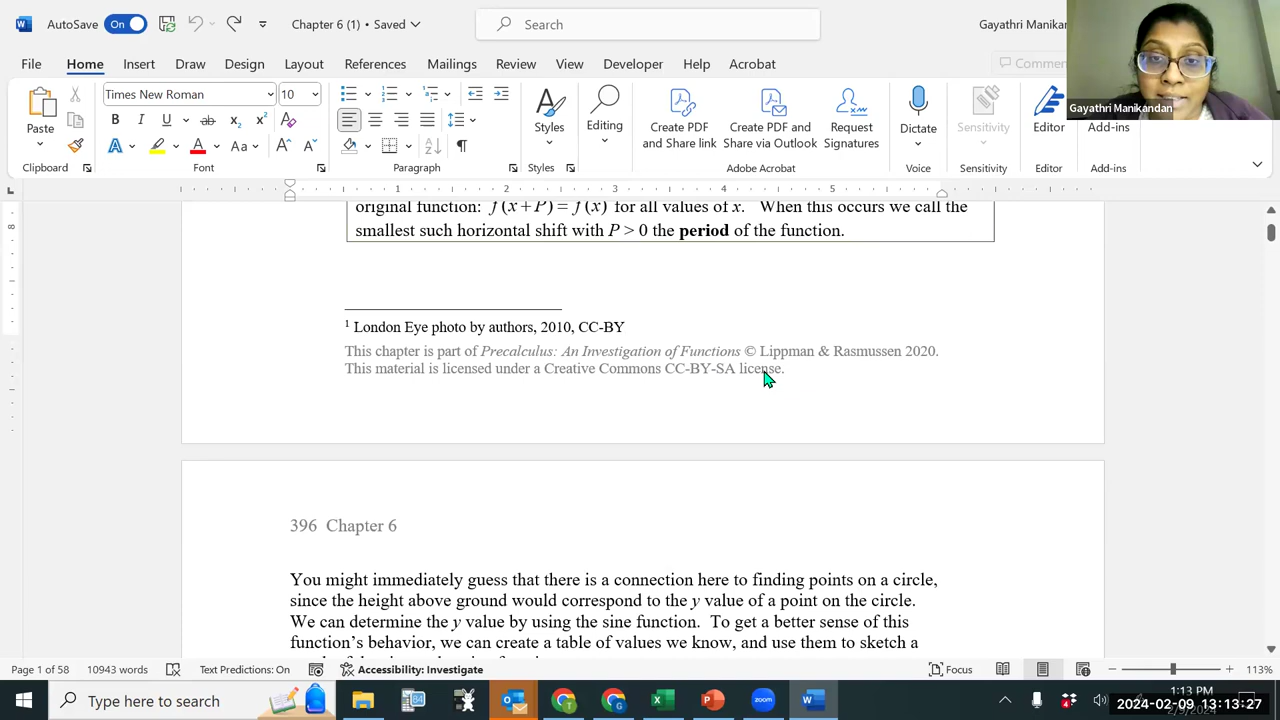 AutoSave On Chapter 6 (1) • Saved Search Gayathri Manikan
File Home Insert Draw Design Layout References Mailings Review View Developer Help Acrobat Commen
Times New Roman 10
Paste Styles Editing Create PDF and Share link Create PDF and Share via Outlook Request Signatures Dictate Sensitivity Editor Add-ins
Clipboard Font Paragraph Styles Adobe Acrobat Voice Sensitivity Editor Add-ins
Gayathri Manikandan
1 2 3 4 5
8
original function: f(x+P) = f(x) for all values of x. When this occurs we call the
smallest such horizontal shift with P > 0 the period of the function.
1 London Eye photo by authors, 2010, CC-BY
This chapter is part of Precalculus: An Investigation of Functions © Lippman & Rasmussen 2020.
This material is licensed under a Creative Commons CC-BY-SA license.
396 Chapter 6
You might immediately guess that there is a connection here to finding points on a circle,
since the height above ground would correspond to the y value of a point on the circle.
We can determine the y value by using the sine function. To get a better sense of this
function's behavior, we can create a table of values we know, and use them to sketch a
Page 1 of 58 10943 words Text Predictions: On Accessibility: Investigate Focus 113%
Type here to search zoom 1:13 PM
2024-02-09 13:13:27